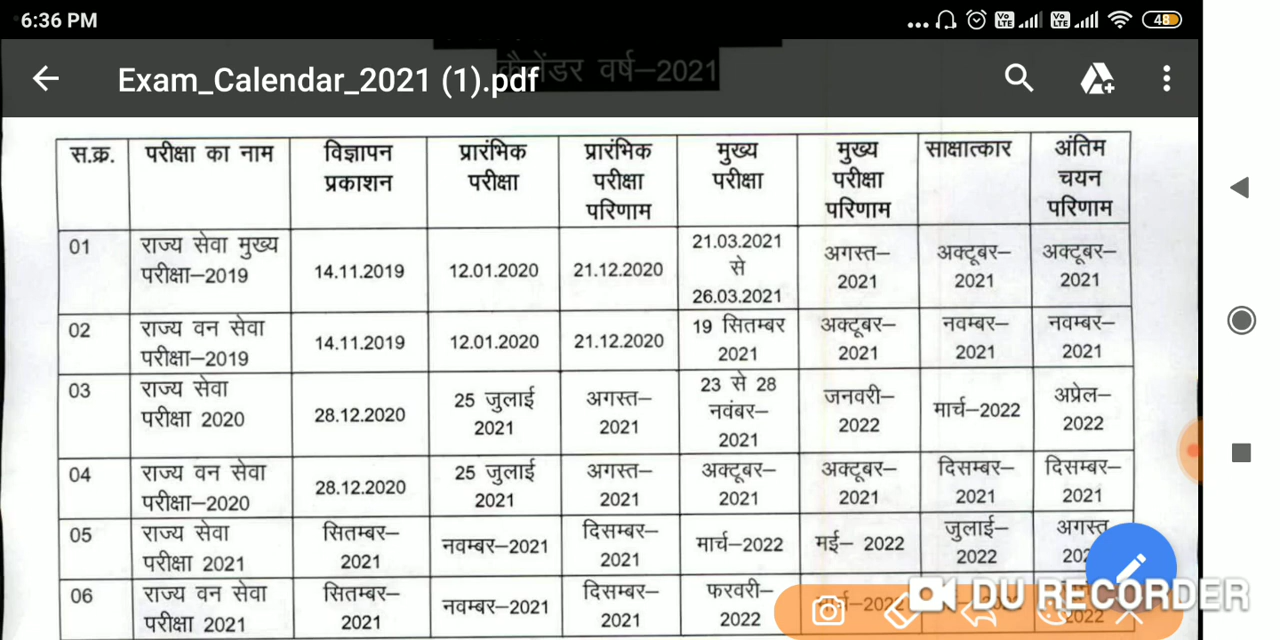 6:36 PM
48
कैलेंडर वर्ष–2021
Exam_Calendar_2021 (1).pdf
स.क्र. परीक्षा का नाम विज्ञापन प्रकाशन प्रारंभिक परीक्षा प्रारंभिक परीक्षा परिणाम मुख्य परीक्षा मुख्य परीक्षा परिणाम साक्षात्कार अंतिम चयन परिणाम
01 राज्य सेवा मुख्य परीक्षा–2019 14.11.2019 12.01.2020 21.12.2020 21.03.2021 से 26.03.2021 अगस्त–2021 अक्टूबर–2021 अक्टूबर–2021
02 राज्य वन सेवा परीक्षा–2019 14.11.2019 12.01.2020 21.12.2020 19 सितम्बर 2021 अक्टूबर–2021 नवम्बर–2021 नवम्बर–2021
03 राज्य सेवा परीक्षा 2020 28.12.2020 25 जुलाई 2021 अगस्त–2021 23 से 28 नवंबर–2021 जनवरी–2022 मार्च–2022 अप्रेल–2022
04 राज्य वन सेवा परीक्षा–2020 28.12.2020 25 जुलाई 2021 अगस्त–2021 अक्टूबर–2021 अक्टूबर–2021 दिसम्बर–2021 दिसम्बर–2021
05 राज्य सेवा परीक्षा 2021 सितम्बर–2021 नवम्बर–2021 दिसम्बर–2021 मार्च–2022 मई– 2022 जुलाई–2022 अगस्त
06 राज्य वन सेवा परीक्षा 2021 सितम्बर–2021 नवम्बर–2021 दिसम्बर–2021 फरवरी–2022 2022
DU RECORDER